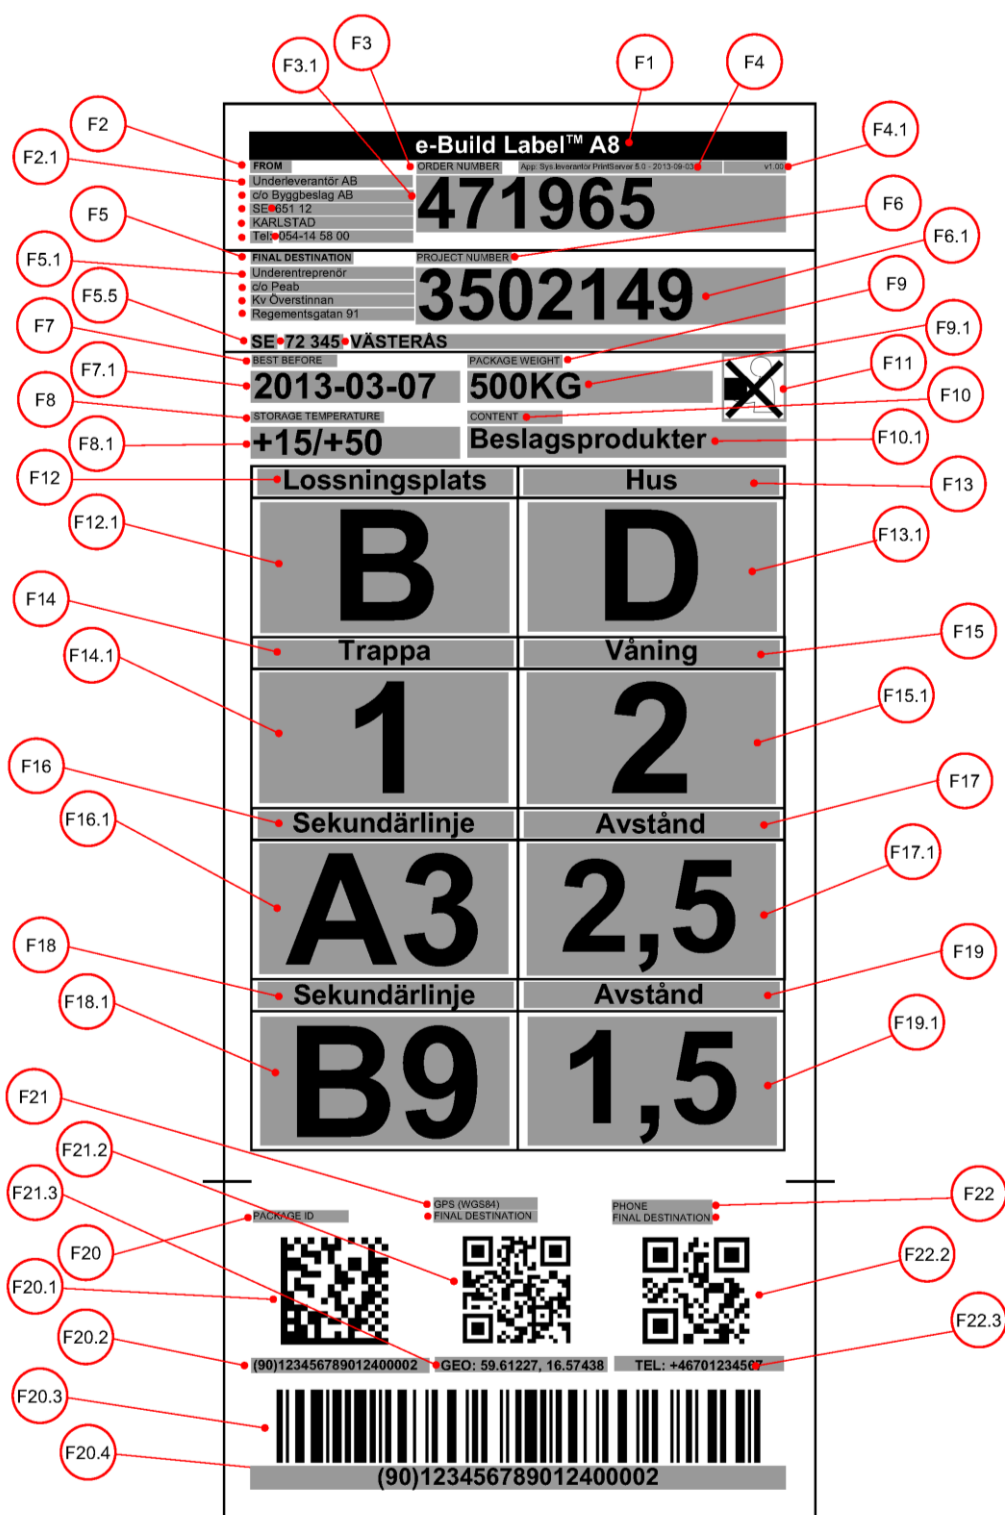 F3
F3.1
F1
F4
F2
F4.1
F2.1
e-Build Label™ A8
FROM
ORDER NUMBER
App: Sys.leverantör PrintServer 5.0 - 2013-09-03
v1.00
Underleverantör AB
c/o Byggbeslag AB
SE 651 12
KARLSTAD
Tel: 054-14 58 00
471965
F5
F6
F5.1
F6.1
FINAL DESTINATION
PROJECT NUMBER
Underentreprenör
c/o Peab
Kv Överstinnan
Regementsgatan 91
3502149
F5.5
F9
SE 72 345 VÄSTERÅS
F7
F9.1
BEST BEFORE
PACKAGE WEIGHT
F7.1
F11
2013-03-07
500KG
F8
F10
STORAGE TEMPERATURE
CONTENT
F8.1
F10.1
+15/+50
Beslagsprodukter
F12
F13
Lossningsplats
Hus
F12.1
F13.1
B
D
F14
F15
Trappa
Våning
F14.1
F15.1
1
2
F16
F17
Sekundärlinje
Avstånd
F16.1
F17.1
A3
2,5
F18
F19
Sekundärlinje
Avstånd
F18.1
F19.1
B9
1,5
F21
F21.2
F21.3
F22
GPS (WGS84)
FINAL DESTINATION
PHONE
FINAL DESTINATION
PACKAGE ID
F20
F22.2
F20.1
F22.3
F20.2
(90)123456789012400002
GEO: 59.61227, 16.57438
TEL: +46701234567
F20.3
F20.4
(90)123456789012400002